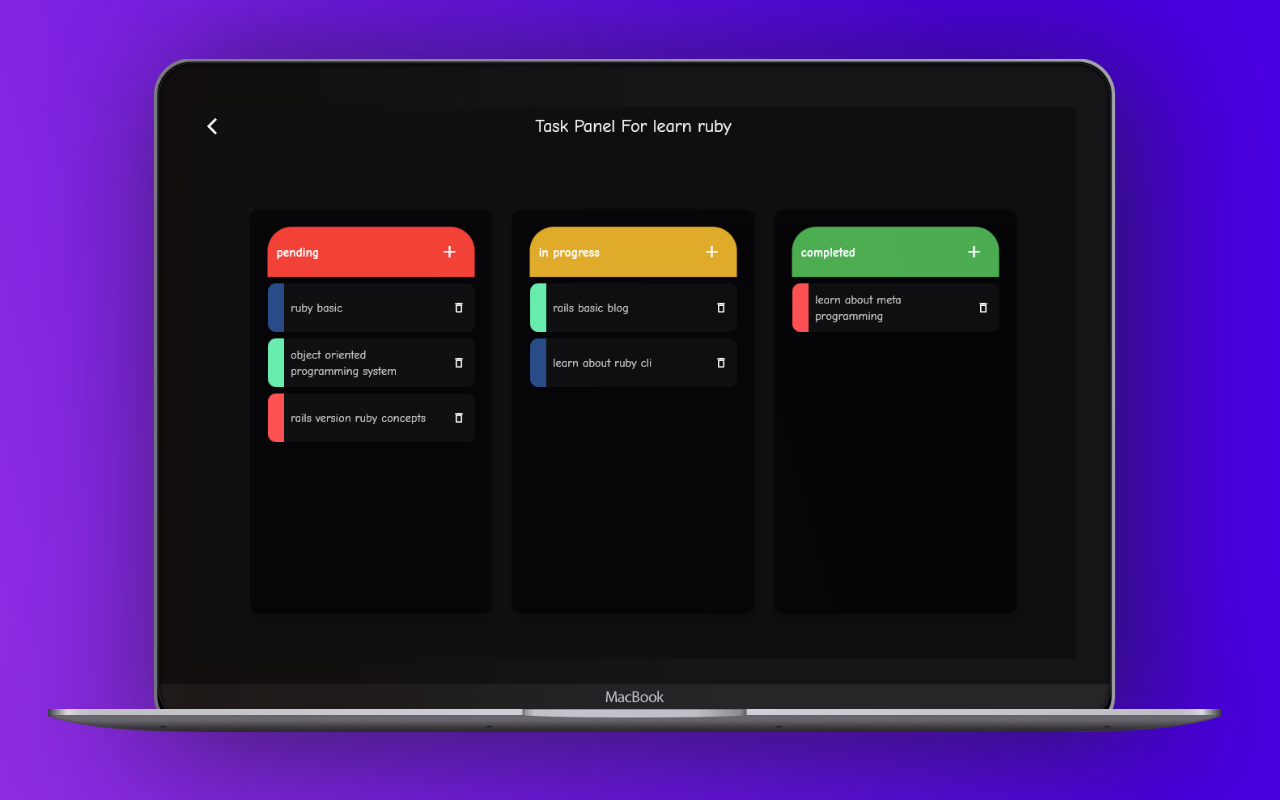 Task Panel For learn ruby
pending
ruby basic
object oriented
programming system
rails version ruby concepts
in progress
rails basic blog
learn about ruby cli
completed
learn about meta
programming
MacBook